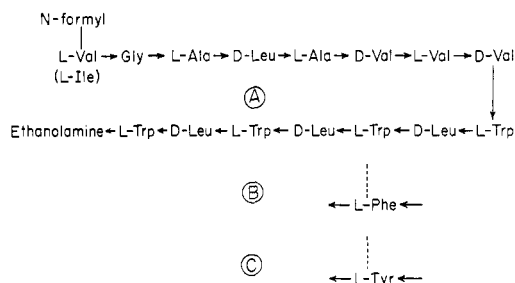 N-formyl
L-Val→Gly→L-Ala→D-Leu→L-Ala→D-Val→L-Val→D-Val
(L-Ile)
A
Ethanolamine←L-Trp←D-Leu←L-Trp←D-Leu←L-Trp←D-Leu←L-Trp
B
←L-Phe←
C
←L-Tyr←